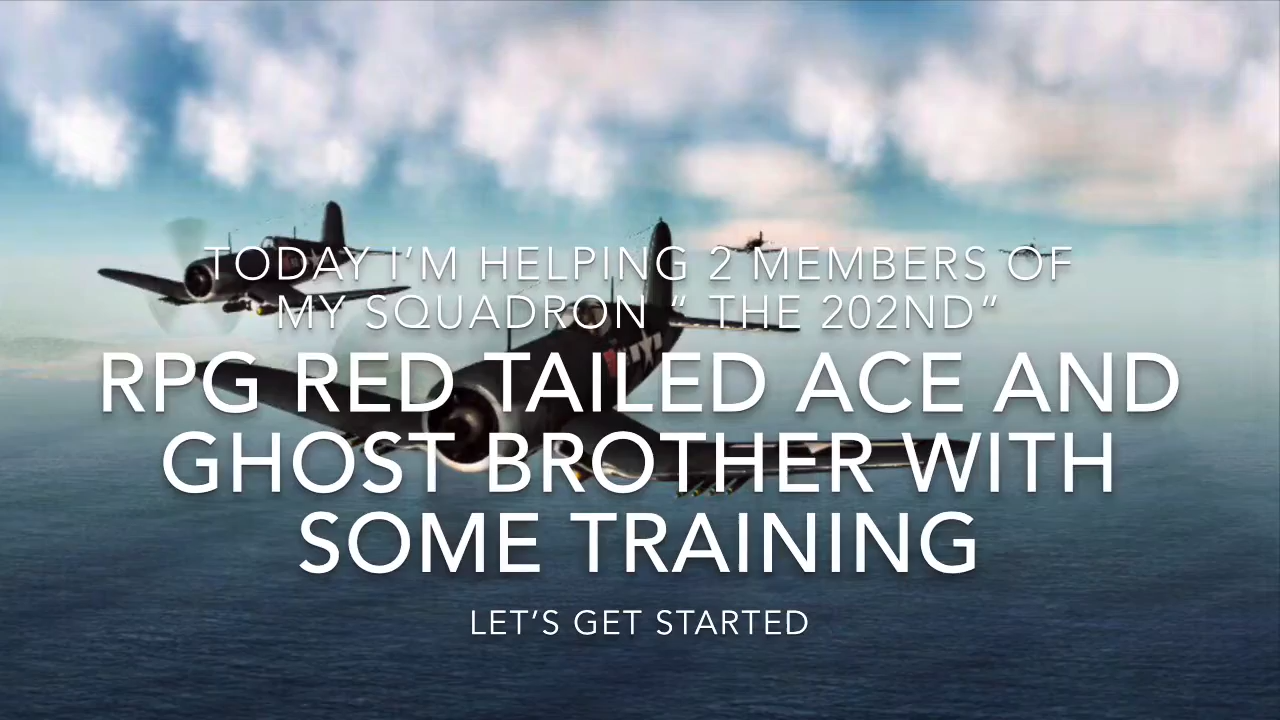 TODAY I’M HELPING 2 MEMBERS OF
MY SQUADRON “ THE 202ND”
RPG RED TAILED ACE AND
GHOST BROTHER WITH
SOME TRAINING
LET’S GET STARTED